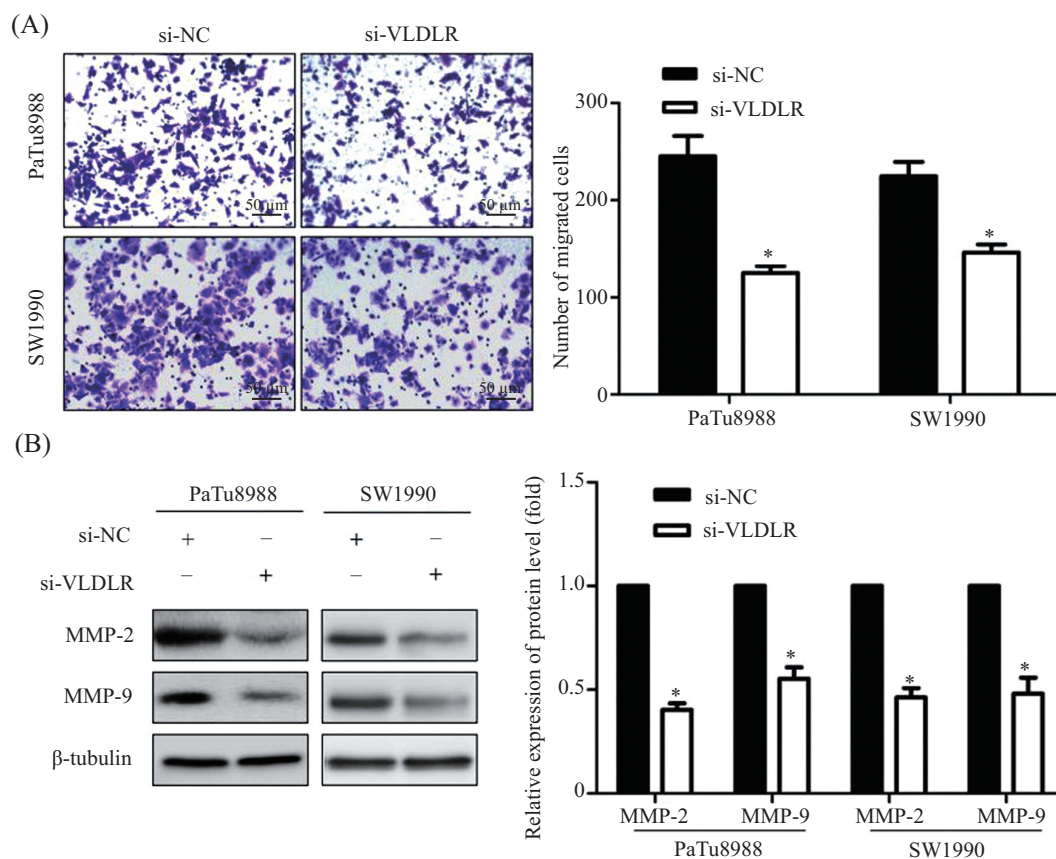 (A)
si-NC si-VLDLR
PaTu8988
50 μm 50 μm
SW1990
50 μm 50 μm
si-NC
si-VLDLR
Number of migrated cells
300
200
100
0
*
*
PaTu8988 SW1990
(B)
PaTu8988 SW1990
si-NC + – + –
si-VLDLR – + – +
MMP-2
MMP-9
β-tubulin
si-NC
si-VLDLR
Relative expression of protein level (fold)
1.5
1.0
0.5
0
*
*
*
*
MMP-2 MMP-9 MMP-2 MMP-9
PaTu8988 SW1990